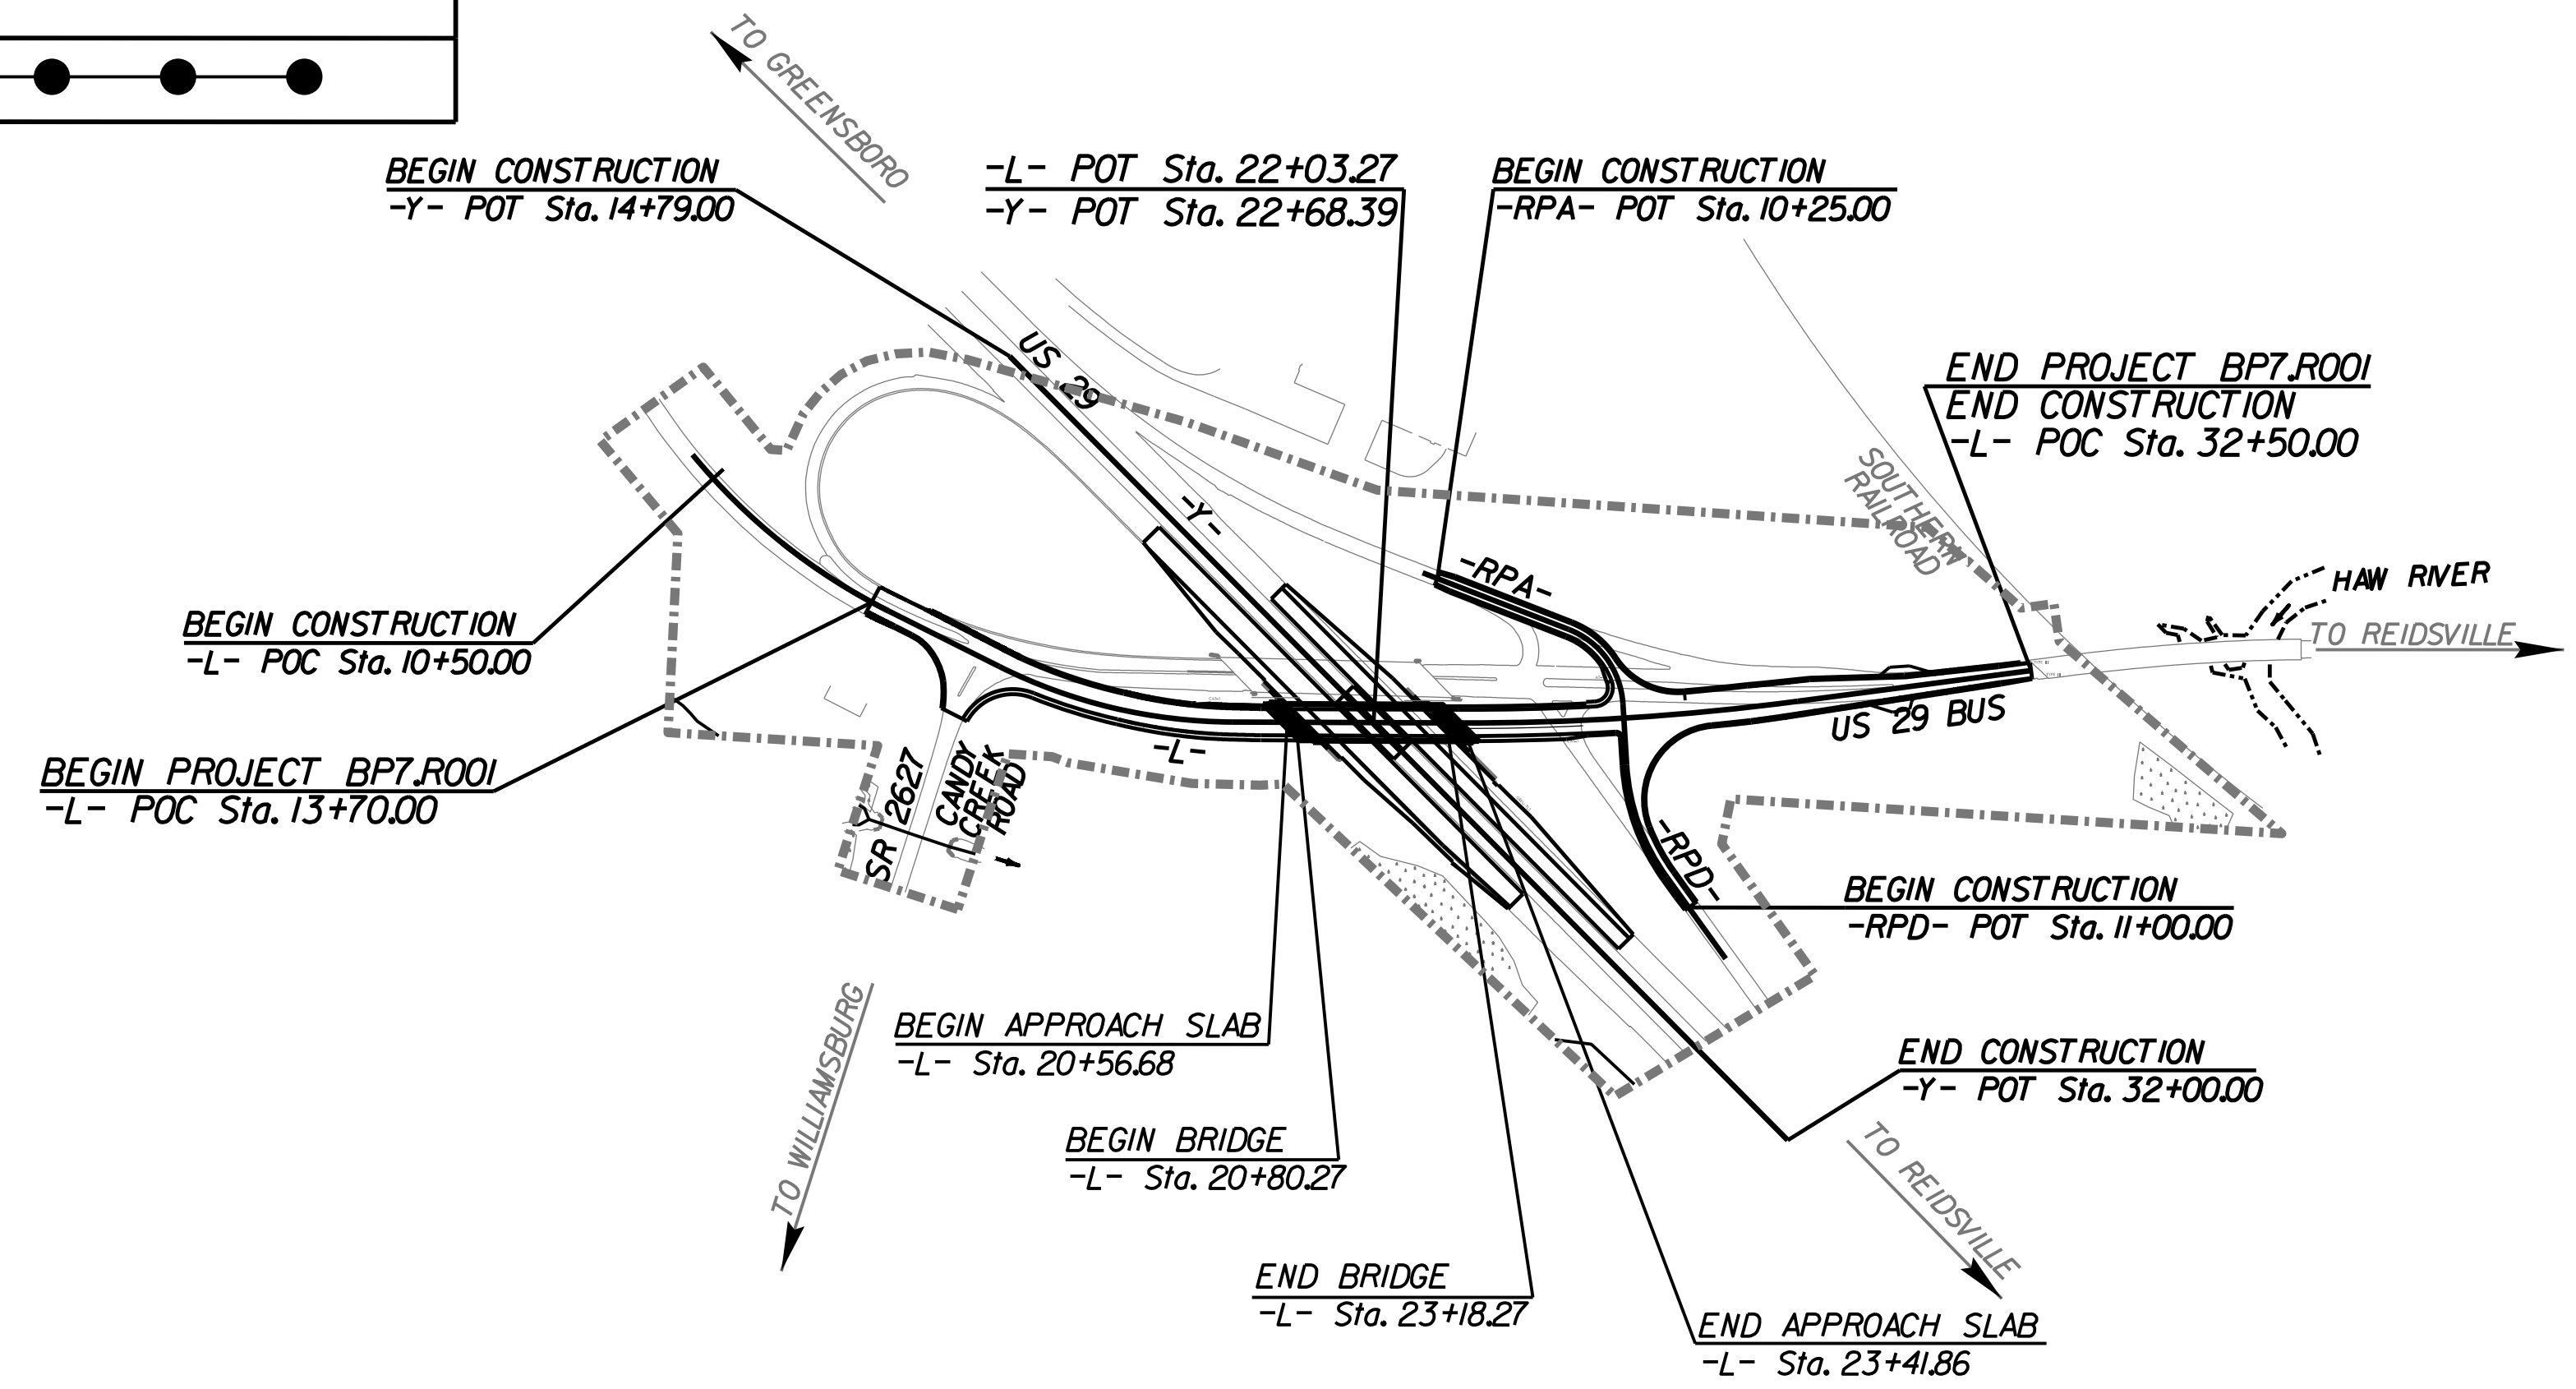 TO GREENSBORO
BEGIN CONSTRUCTION
-Y- POT Sta. 14+79.00
-L- POT Sta. 22+03.27
-Y- POT Sta. 22+68.39
BEGIN CONSTRUCTION
-RPA- POT Sta. 10+25.00
US 29
END PROJECT BP7.R001
END CONSTRUCTION
-L- POC Sta. 32+50.00
SOUTHERN
RAILROAD
-Y-
-RPA-
HAW RIVER
TO REIDSVILLE
BEGIN CONSTRUCTION
-L- POC Sta. 10+50.00
US 29 BUS
-L-
BEGIN PROJECT BP7.R001
-L- POC Sta. 13+70.00
SR 2627
CANDY
CREEK
ROAD
-RPD-
BEGIN CONSTRUCTION
-RPD- POT Sta. 11+00.00
BEGIN APPROACH SLAB
-L- Sta. 20+56.68
END CONSTRUCTION
-Y- POT Sta. 32+00.00
TO WILLIAMSBURG
BEGIN BRIDGE
-L- Sta. 20+80.27
TO REIDSVILLE
END BRIDGE
-L- Sta. 23+18.27
END APPROACH SLAB
-L- Sta. 23+41.86